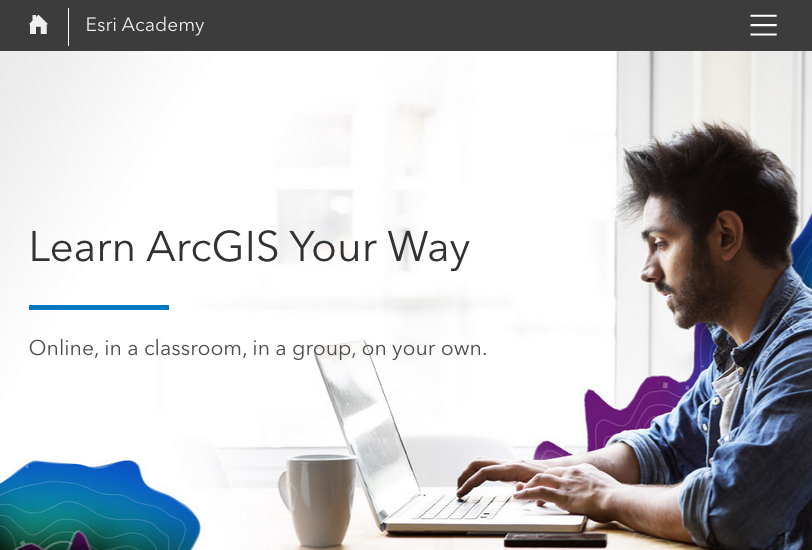 Esri Academy
Learn ArcGIS Your Way
Online, in a classroom, in a group, on your own.